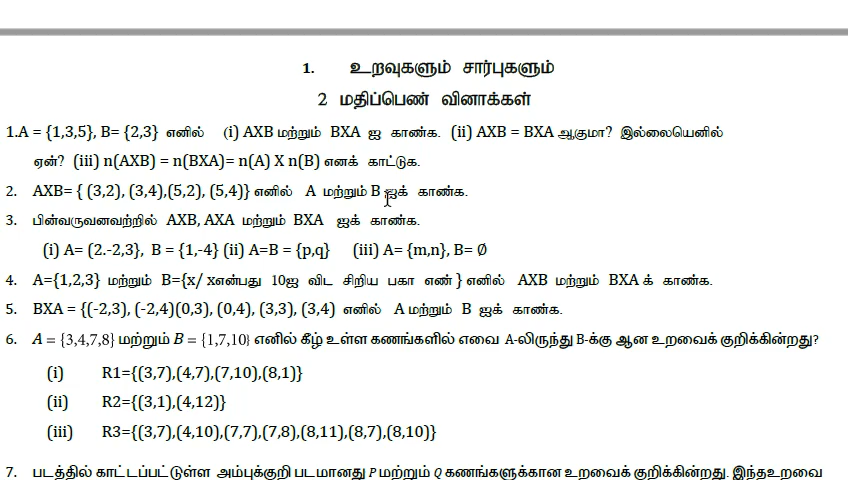 1. உறவுகளும் சார்புகளும்
2 மதிப்பெண் வினாக்கள்
1.A = {1,3,5}, B= {2,3} எனில் (i) AXB மற்றும் BXA ஐ காண்க. (ii) AXB = BXA ஆகுமா? இல்லையெனில்
ஏன்? (iii) n(AXB) = n(BXA)= n(A) X n(B) எனக் காட்டுக.
2. AXB= { (3,2), (3,4),(5,2), (5,4)} எனில் A மற்றும் B ஐக் காண்க.
3. பின்வருவனவற்றில் AXB, AXA மற்றும் BXA ஐக் காண்க.
(i) A= (2.-2,3}, B = {1,-4} (ii) A=B = {p,q} (iii) A= {m,n}, B= ∅
4. A={1,2,3} மற்றும் B={x/ xஎன்பது 10ஐ விட சிறிய பகா எண் } எனில் AXB மற்றும் BXA க் காண்க.
5. BXA = {(-2,3), (-2,4)(0,3), (0,4), (3,3), (3,4) எனில் A மற்றும் B ஐக் காண்க.
6. A = {3,4,7,8} மற்றும் B = {1,7,10} எனில் கீழ் உள்ள கணங்களில் எவை A-லிருந்து B-க்கு ஆன உறவைக் குறிக்கின்றது?
(i) R1={(3,7),(4,7),(7,10),(8,1)}
(ii) R2={(3,1),(4,12)}
(iii) R3={(3,7),(4,10),(7,7),(7,8),(8,11),(8,7),(8,10)}
7. படத்தில் காட்டப்பட்டுள்ள அம்புக்குறி படமானது P மற்றும் Q கணங்களுக்கான உறவைக் குறிக்கின்றது. இந்தஉறவை